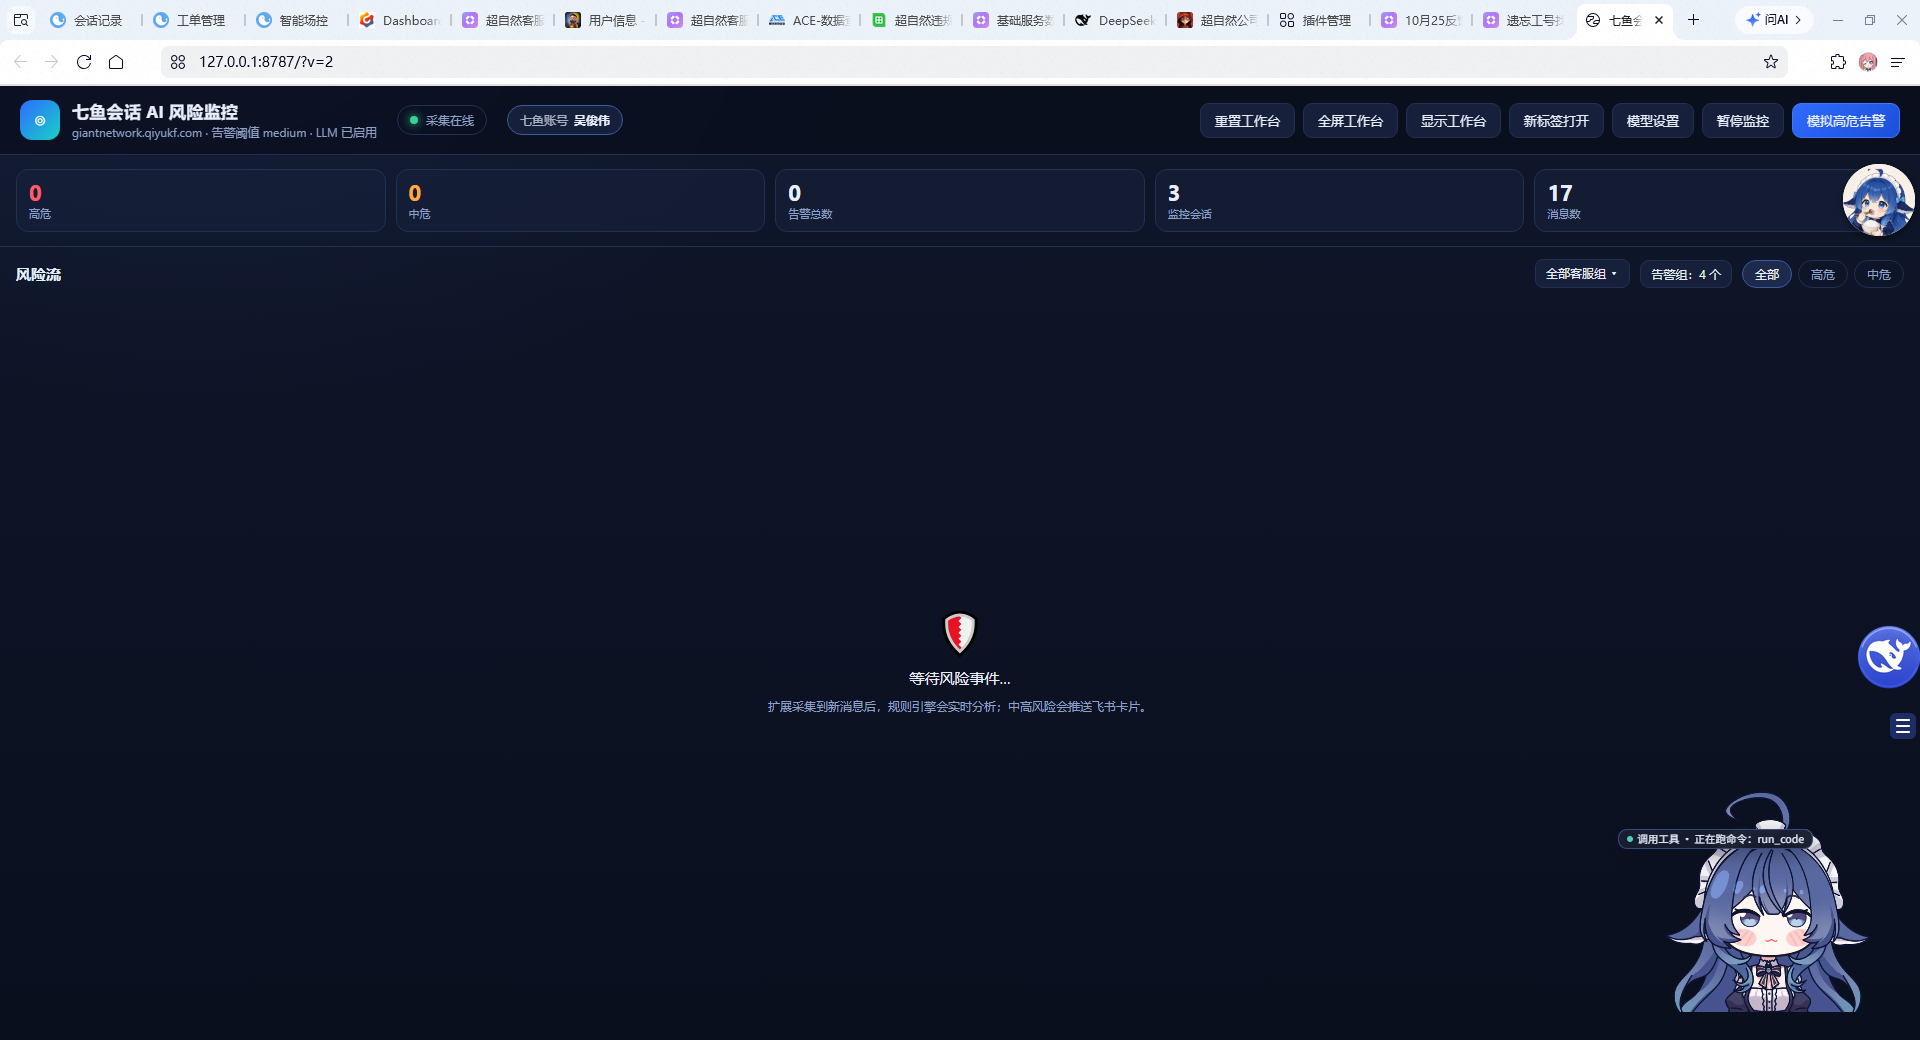 会话记录
工单管理
智能场控
Dashboar
超自然客服
用户信息 -
超自然客服
ACE-数据
超自然违规
基础服务数
DeepSeek
超自然公司
插件管理
10月25反
遗忘工号找
七鱼会
问AI
127.0.0.1:8787/?v=2
七鱼会话 AI 风险监控
giantnetwork.qiyukf.com · 告警阈值 medium · LLM 已启用
采集在线
七鱼账号 吴俊伟
重置工作台
全屏工作台
显示工作台
新标签打开
模型设置
暂停监控
模拟高危告警
0
高危
0
中危
0
告警总数
3
监控会话
17
消息数
风险流
全部客服组
告警组：4 个
全部
高危
中危
等待风险事件...
扩展采集到新消息后，规则引擎会实时分析；中高风险会推送飞书卡片。
调用工具 · 正在跑命令：run_code